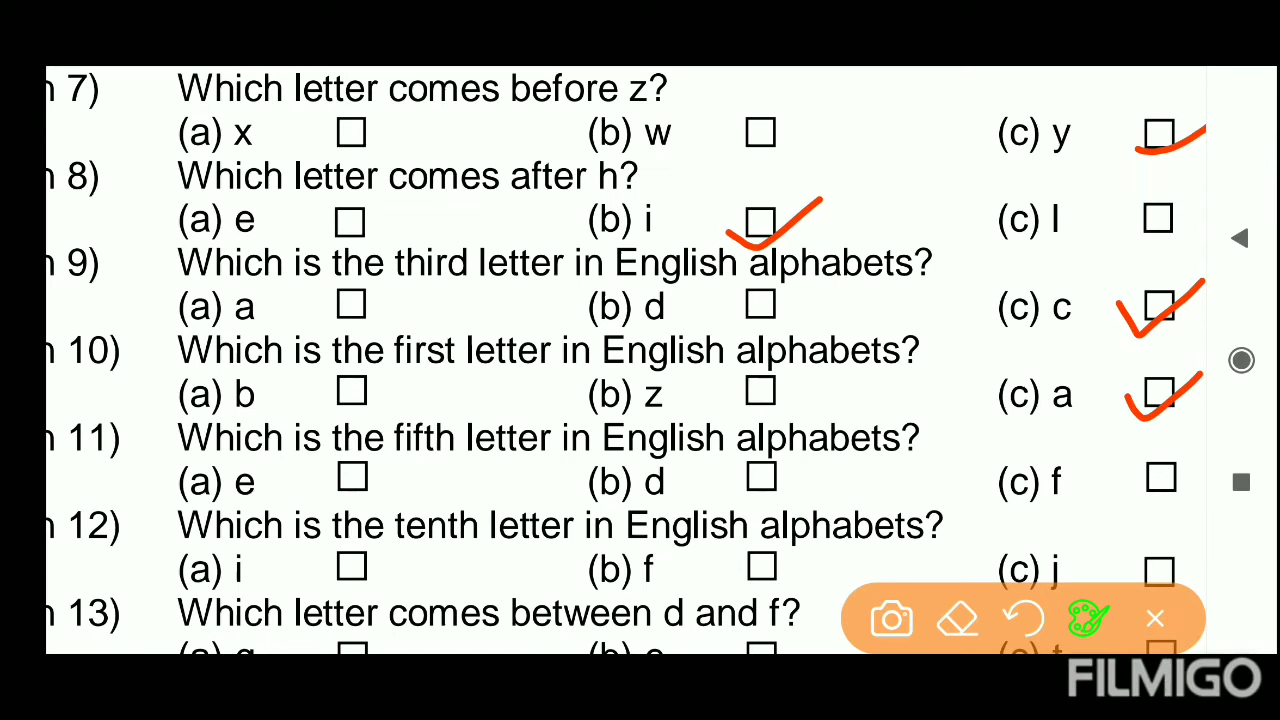 n 7) Which letter comes before z?
(a) x (b) w (c) y
n 8) Which letter comes after h?
(a) e (b) i (c) l
n 9) Which is the third letter in English alphabets?
(a) a (b) d (c) c
n 10) Which is the first letter in English alphabets?
(a) b (b) z (c) a
n 11) Which is the fifth letter in English alphabets?
(a) e (b) d (c) f
n 12) Which is the tenth letter in English alphabets?
(a) i (b) f (c) j
n 13) Which letter comes between d and f?
FILMIGO